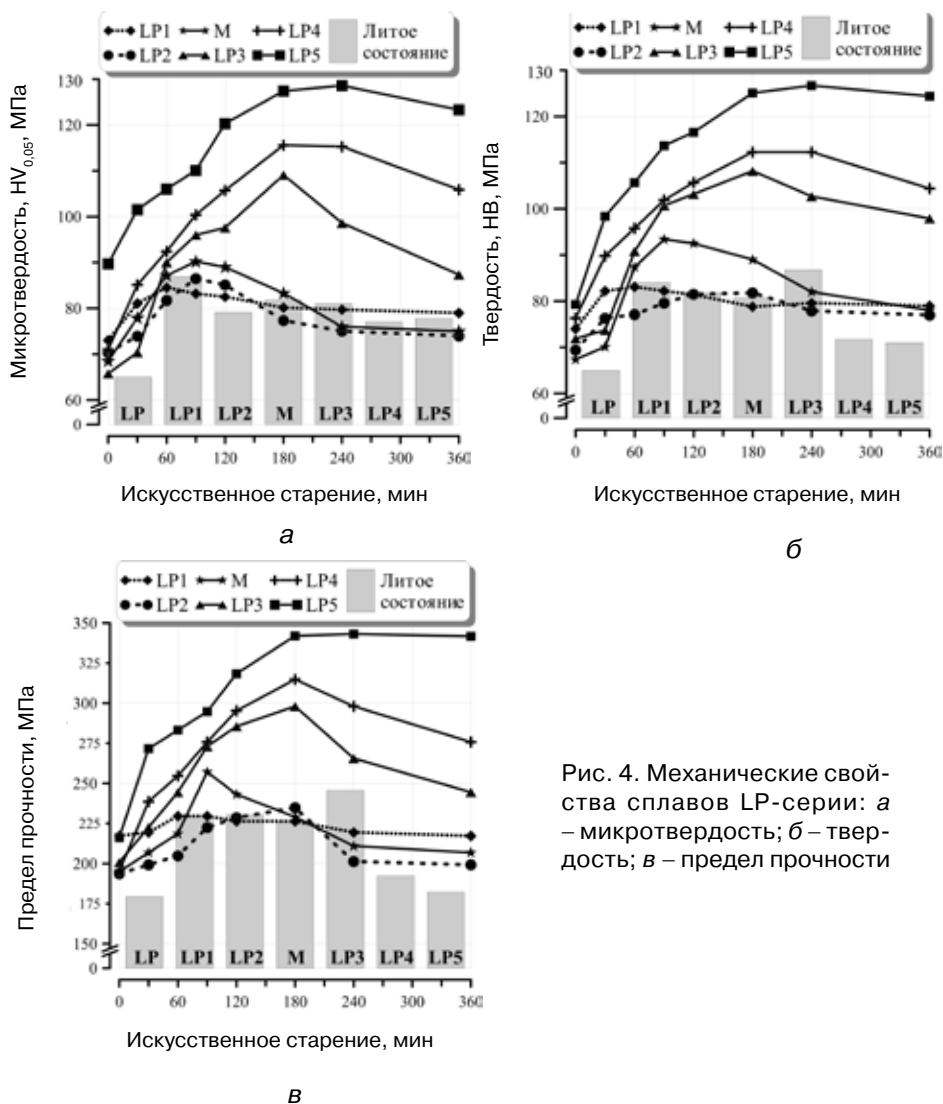 LP1 M LP4 Литое
LP2 LP3 LP5 состояние
Микротвердость, HV0,05, МПа
130
120
100
80
60
0
LP LP1 LP2 M LP3 LP4 LP5
0 60 120 180 240 300 360
Искусственное старение, мин
а
LP1 M LP4 Литое
LP2 LP3 LP5 состояние
Твердость, HB, МПа
130
120
100
80
60
0
LP LP1 LP2 M LP3 LP4 LP5
0 60 120 180 240 300 360
Искусственное старение, мин
б
LP1 M LP4 Литое
LP2 LP3 LP5 состояние
Предел прочности, МПа
350
325
300
275
250
225
200
175
150
0
LP LP1 LP2 M LP3 LP4 LP5
0 60 120 180 240 300 360
Искусственное старение, мин
в
Рис. 4. Механические свой-
ства сплавов LP-серии: а
– микротвердость; б – твер-
дость; в – предел прочности